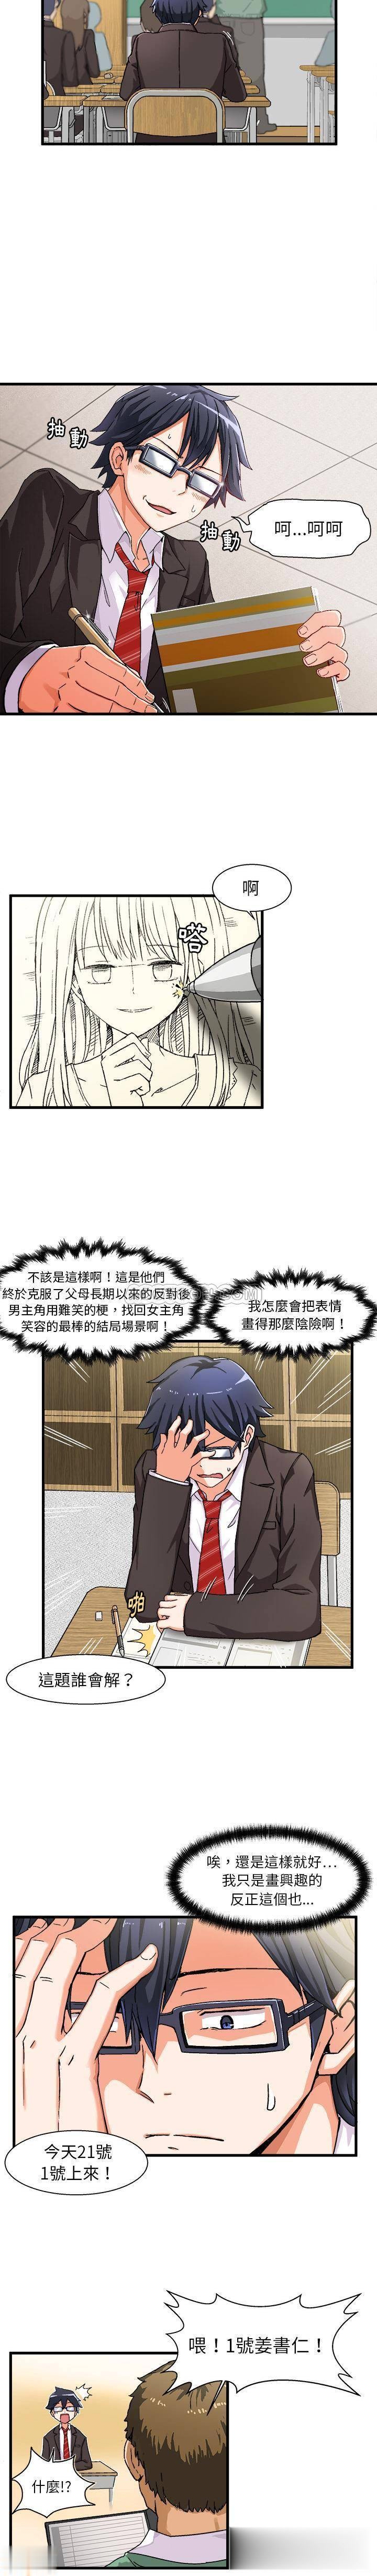 抽動
抽動
呵...呵呵
啊
嗒
不該是這樣啊！這是他們
終於克服了父母長期以來的反對後
男主角用難笑的梗，找回女主角
笑容的最棒的結局場景啊！
我怎麼會把表情
畫得那麼陰險啊！
啪
這題誰會解？
唉，還是這樣就好...
我只是畫興趣的
反正這個也...
今天21號
1號上來！
喂！1號姜書仁！
什麼!?